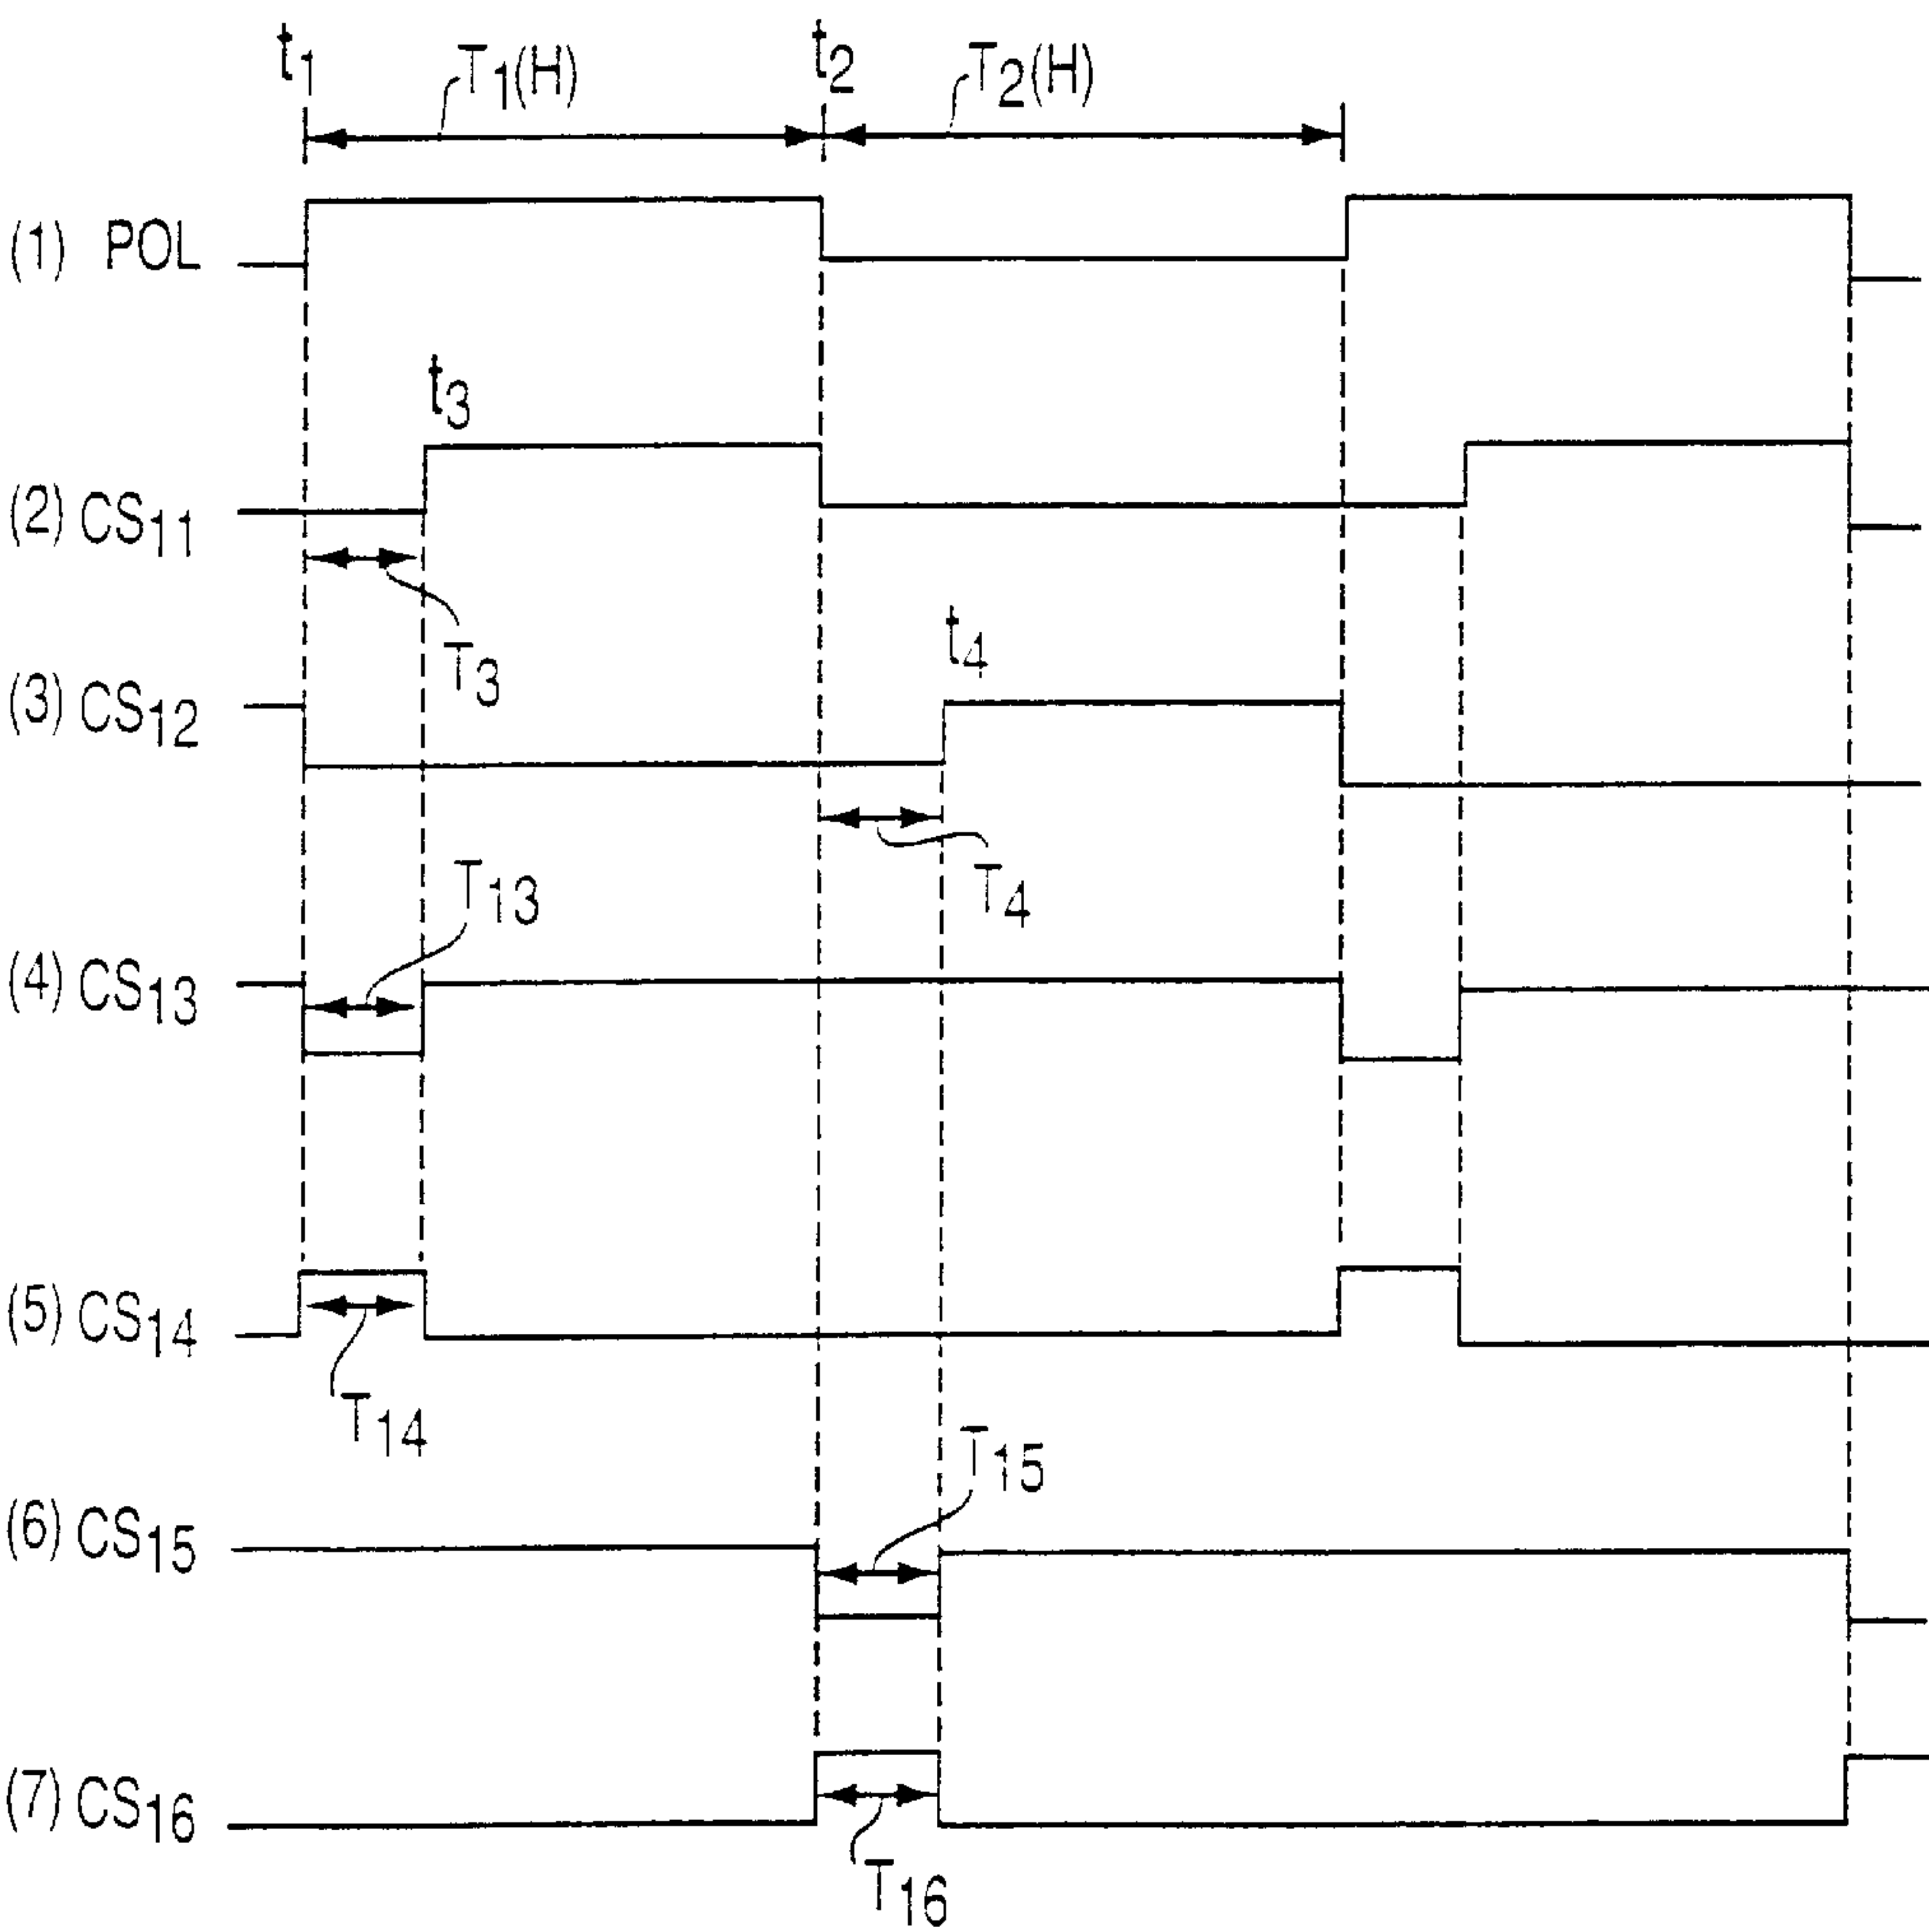 t1 T1(H) t2 T2(H)
(1) POL
t3
(2) CS11
T3
t4
(3) CS12
T4
T13
(4) CS13
(5) CS14
T14
T15
(6) CS15
(7) CS16
T16